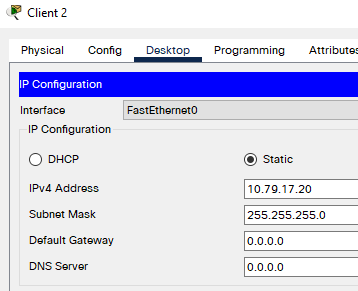 Client 2
Physical Config Desktop Programming Attributes
IP Configuration
Interface FastEthernet0
IP Configuration
DHCP Static
IPv4 Address 10.79.17.20
Subnet Mask 255.255.255.0
Default Gateway 0.0.0.0
DNS Server 0.0.0.0